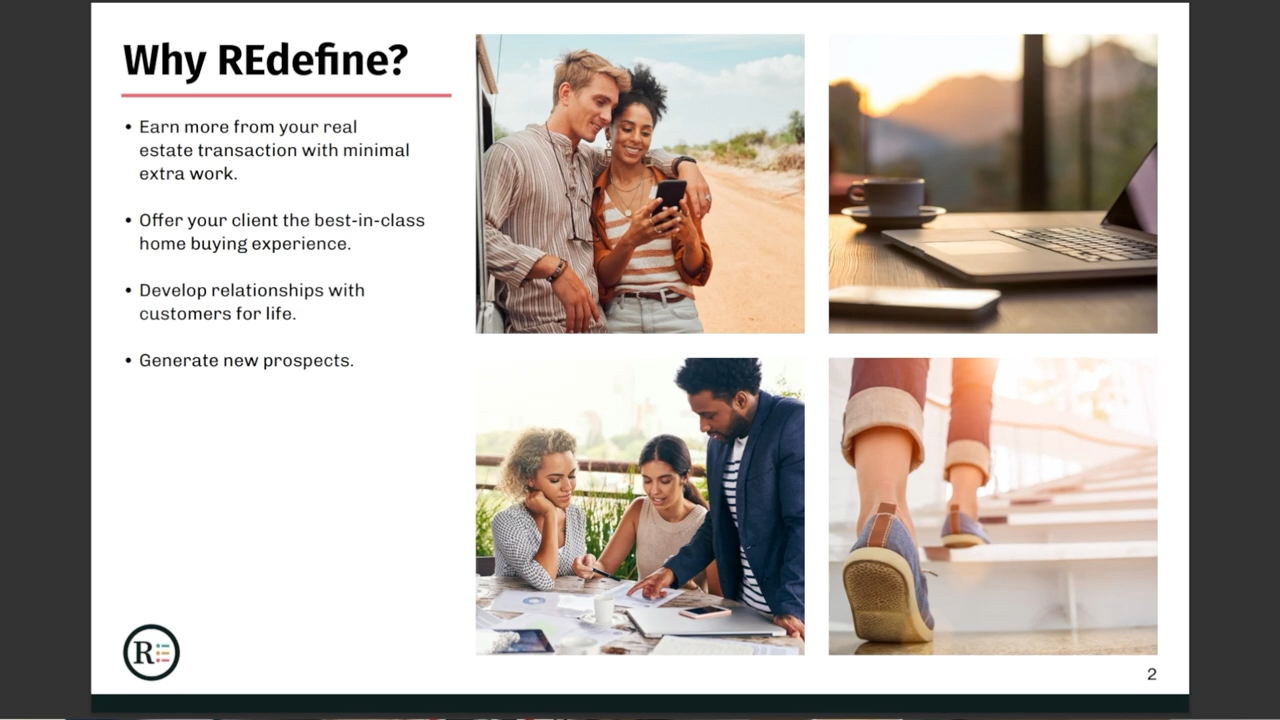 Why REdefine?
• Earn more from your real
estate transaction with minimal
extra work.
• Offer your client the best-in-class
home buying experience.
• Develop relationships with
customers for life.
• Generate new prospects.
R
2